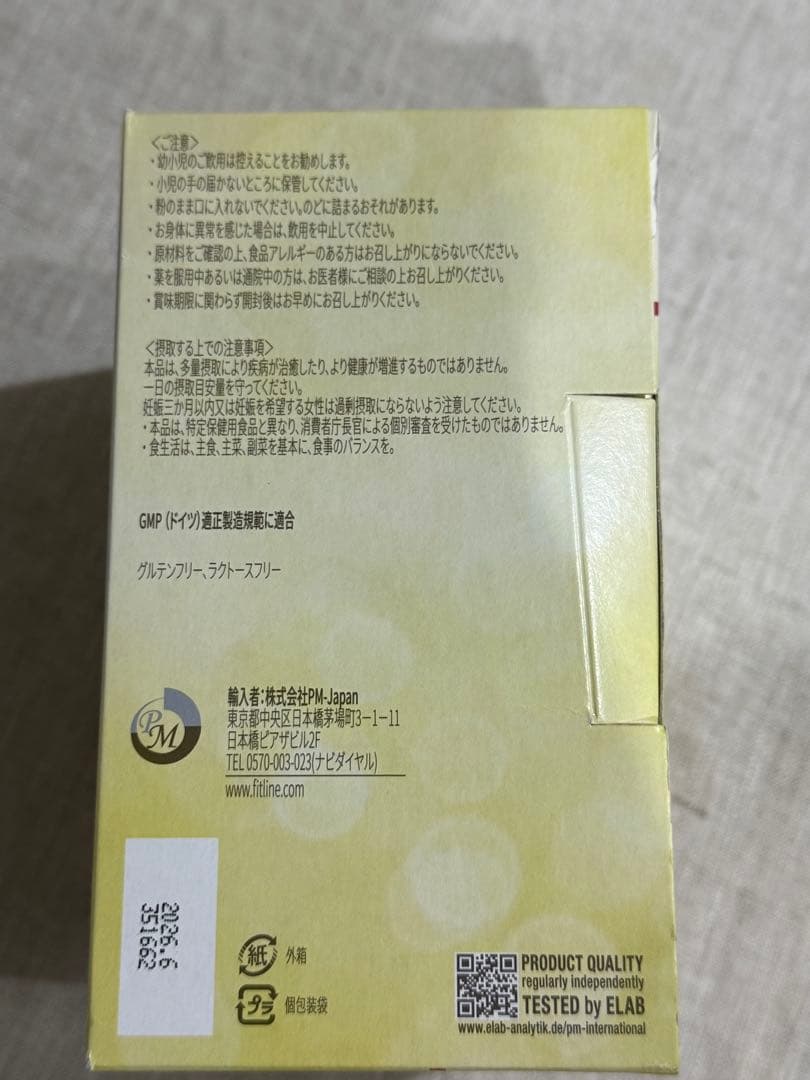 <ご注意>
・幼小児のご飲用は控えることをお勧めします。
・小児の手の届かないところに保管してください。
・粉のまま口に入れないでください。のどに詰まるおそれがあります。
・お身体に異常を感じた場合は、飲用を中止してください。
・原材料をご確認の上、食品アレルギーのある方はお召し上がりにならないでください。
・薬を服用中あるいは通院中の方は、お医者様にご相談の上お召し上がりください。
・賞味期限に関わらず開封後はお早めにお召し上がりください。
<摂取する上での注意事項>
本品は、多量摂取により疾病が治癒したり、より健康が増進するものではありません。
一日の摂取目安量を守ってください。
妊娠三か月以内又は妊娠を希望する女性は過剰摂取にならないよう注意してください。
・本品は、特定保健用食品と異なり、消費者庁長官による個別審査を受けたものではありません。
・食生活は、主食、主菜、副菜を基本に、食事のバランスを。
GMP (ドイツ)適正製造規範に適合
グルテンフリー、ラクトースフリー
PM
輸入者:株式会社PM-Japan
東京都中央区日本橋茅場町3-1-11
日本橋ピアザビル2F
TEL 0570-003-023(ナビダイヤル)
www.fitline.com
2026.6
351662
紙 外箱
プラ 個包装袋
PRODUCT QUALITY
regularly independently
TESTED by ELAB
www.elab-analytik.de/pm-international